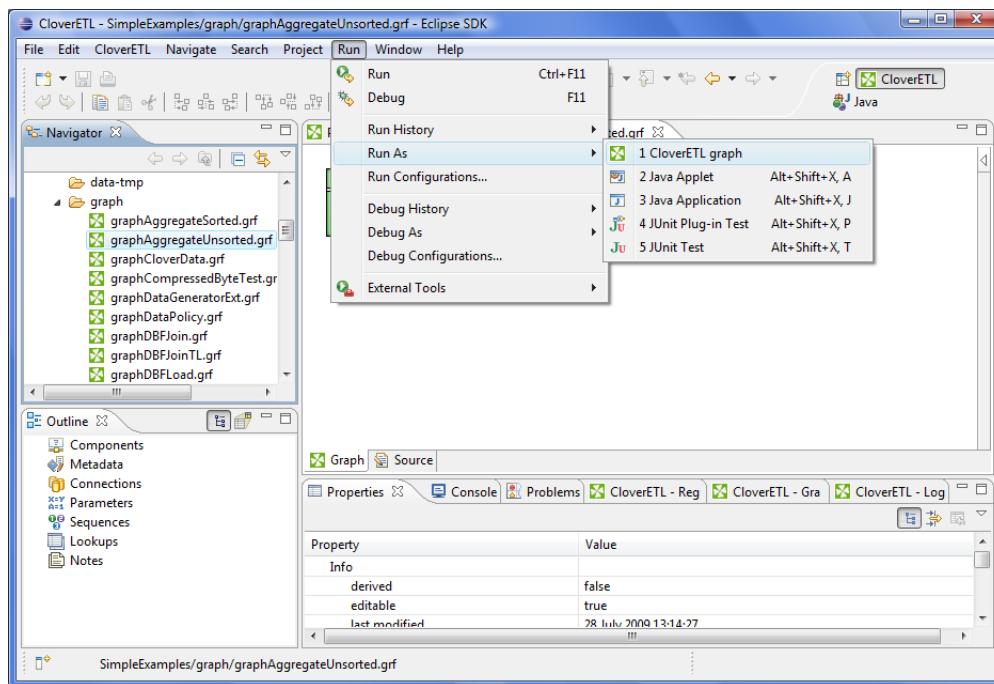 CloverETL - SimpleExamples/graph/graphAggregateUnsorted.grf - Eclipse SDK
File Edit CloverETL Navigate Search Project Run Window Help
CloverETL
Java
Run Ctrl+F11
Debug F11
Run History
Run As
Run Configurations...
Debug History
Debug As
Debug Configurations...
External Tools
1 CloverETL graph
2 Java Applet Alt+Shift+X, A
3 Java Application Alt+Shift+X, J
4 JUnit Plug-in Test Alt+Shift+X, P
5 JUnit Test Alt+Shift+X, T
Navigator
data-tmp
graph
graphAggregateSorted.grf
graphAggregateUnsorted.grf
graphCloverData.grf
graphCompressedByteTest.gr
graphDataGeneratorExt.grf
graphDataPolicy.grf
graphDBFJoin.grf
graphDBFJoinTL.grf
graphDBFLoad.grf
Outline
Components
Metadata
Connections
Parameters
Sequences
Lookups
Notes
Graph Source
Properties Console Problems CloverETL - Reg CloverETL - Gra CloverETL - Log
Property Value
Info
derived false
editable true
last modified 28 July 2009 13:14:27
SimpleExamples/graph/graphAggregateUnsorted.grf